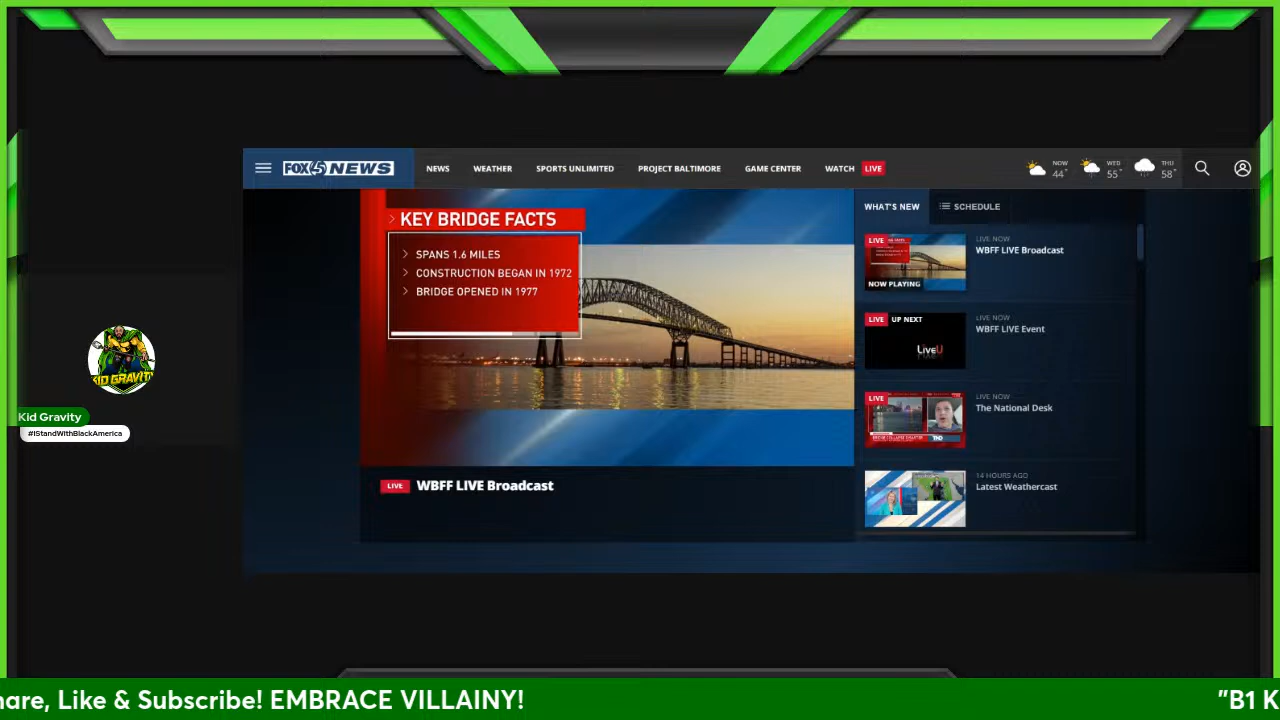 FOX45 NEWS
NEWS
WEATHER
SPORTS UNLIMITED
PROJECT BALTIMORE
GAME CENTER
WATCH LIVE
NOW
44°
WED
55°
THU
58°
KEY BRIDGE FACTS
SPANS 1.6 MILES
CONSTRUCTION BEGAN IN 1972
BRIDGE OPENED IN 1977
LIVE WBFF LIVE Broadcast
WHAT'S NEW
SCHEDULE
LIVE
NOW PLAYING
LIVE NOW
WBFF LIVE Broadcast
LIVE UP NEXT
LiveU
LIVE NOW
WBFF LIVE Event
LIVE
TND
LIVE NOW
The National Desk
14 HOURS AGO
Latest Weathercast
KID GRAVITY
Kid Gravity
#IStandWithBlackAmerica
hare, Like & Subscribe! EMBRACE VILLAINY!
"B1 K